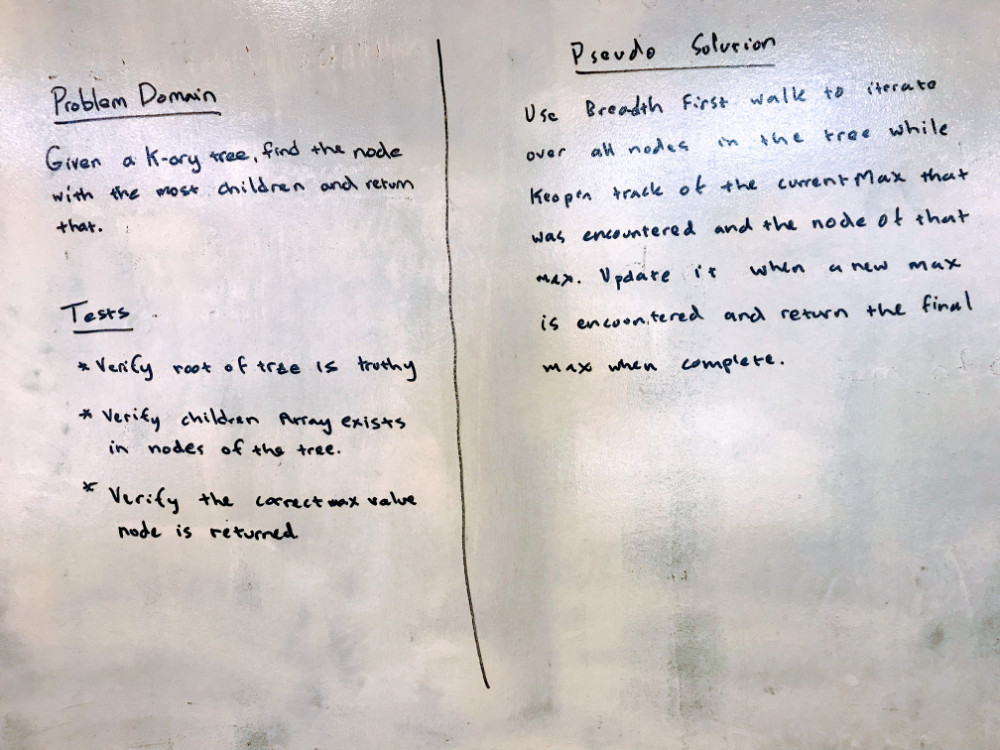 Problem Domain
Given a K-ary tree, find the node
with the most children and return
that.
Tests
* Verify root of tree is truthy
* Verify children Array exists
in nodes of the tree.
* Verify the correct max value
node is returned
Pseudo Solution
Use Breadth First walk to iterate
over all nodes in the tree while
Keepen track of the current Max that
was encountered and the node of that
max. Update it when a new max
is encountered and return the final
max when complete.